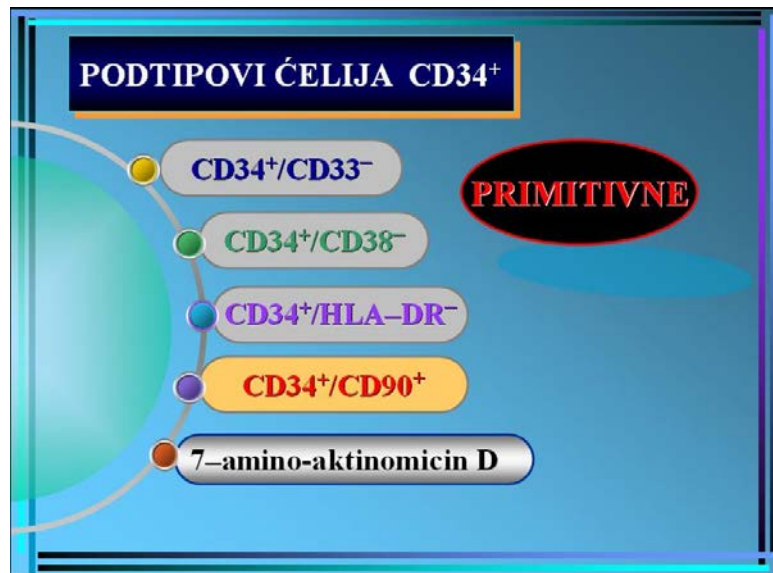 PODTIPOVI ĆELIJA CD34⁺
CD34⁺/CD33⁻
PRIMITIVNE
CD34⁺/CD38⁻
CD34⁺/HLA–DR⁻
CD34⁺/CD90⁺
7–amino-aktinomicin D